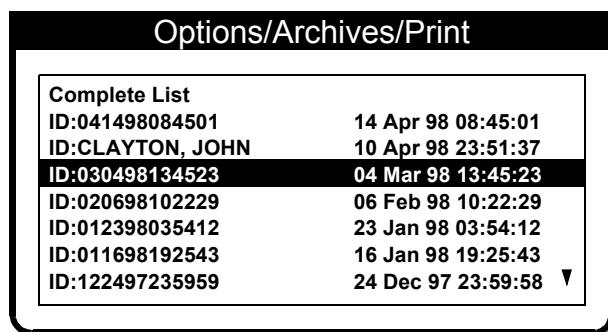 Options/Archives/Print
Complete List
ID:041498084501 14 Apr 98 08:45:01
ID:CLAYTON, JOHN 10 Apr 98 23:51:37
ID:030498134523 04 Mar 98 13:45:23
ID:020698102229 06 Feb 98 10:22:29
ID:012398035412 23 Jan 98 03:54:12
ID:011698192543 16 Jan 98 19:25:43
ID:122497235959 24 Dec 97 23:59:58